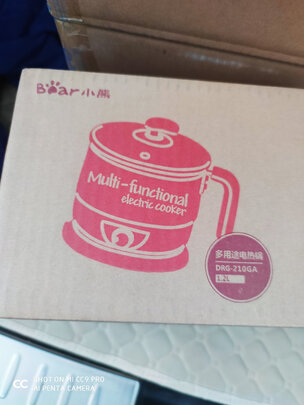 Bear小熊
Multi-functional
electric cooker
多用途电热锅
DRG-210GA
1.2L
SHOT ON MI CC9 PRO
AI PENTA CAMERA